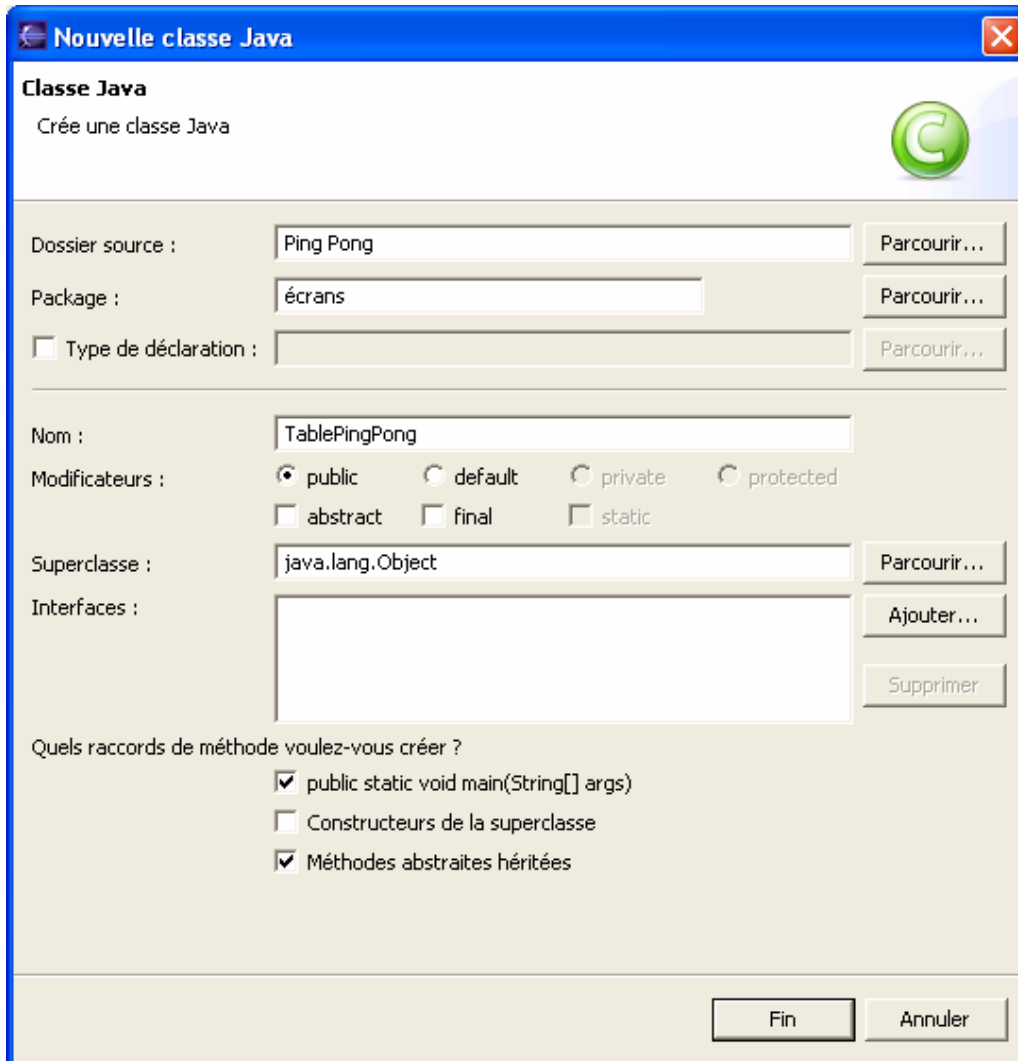 Nouvelle classe Java
Classe Java
Crée une classe Java
Dossier source : Ping Pong Parcourir...
Package : écrans Parcourir...
Type de déclaration : Parcourir...
Nom : TablePingPong
Modificateurs : public default private protected
abstract final static
Superclasse : java.lang.Object Parcourir...
Interfaces : Ajouter...
Supprimer
Quels raccords de méthode voulez-vous créer ?
public static void main(String[] args)
Constructeurs de la superclasse
Méthodes abstraites héritées
Fin Annuler